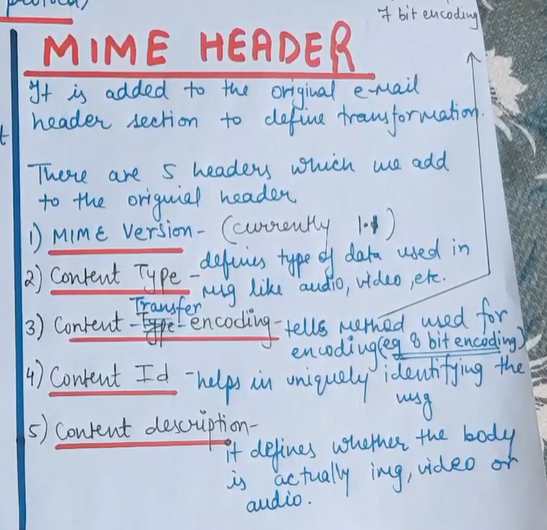 protocol)
7 bit encoding
MIME HEADER
It is added to the original e-mail
header section to define transformation.
t
There are 5 headers which we add
to the origuial header
1) MIME Version - (currently 1.1)
2) Content Type - defines type of data used in
msg like audio, video, etc.
Transfer
3) Content - Type - encoding - tells method used for
encoding (eg 8 bit encoding)
4) Content Id - helps in uniquely identifying the
msg
5) Content description -
it defines whether the body
is actually img, video or
audio.